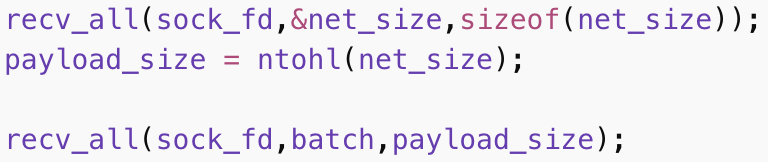 recv_all(sock_fd,&net_size,sizeof(net_size));
payload_size = ntohl(net_size);
recv_all(sock_fd,batch,payload_size);